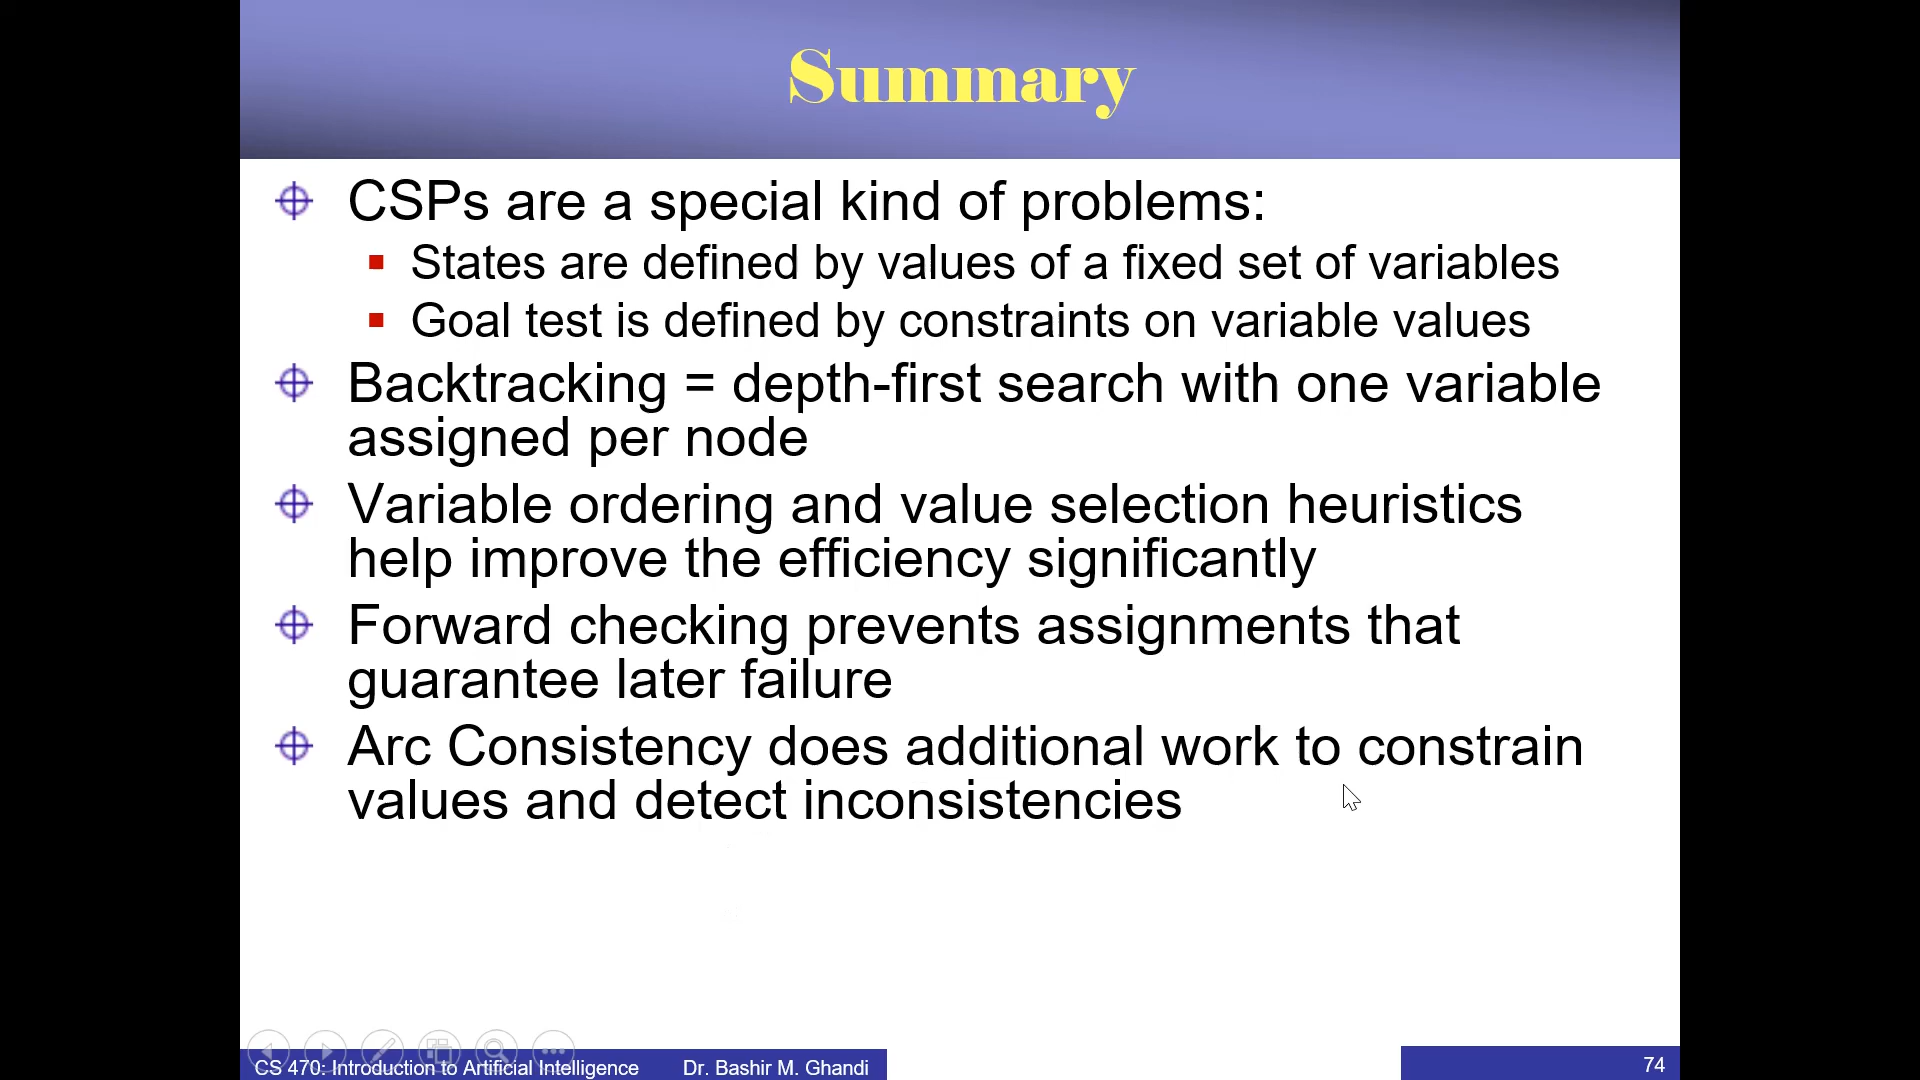 Summary
CSPs are a special kind of problems:
States are defined by values of a fixed set of variables
Goal test is defined by constraints on variable values
Backtracking = depth-first search with one variable
assigned per node
Variable ordering and value selection heuristics
help improve the efficiency significantly
Forward checking prevents assignments that
guarantee later failure
Arc Consistency does additional work to constrain
values and detect inconsistencies
CS 470: Introduction to Artificial Intelligence Dr. Bashir M. Ghandi
74